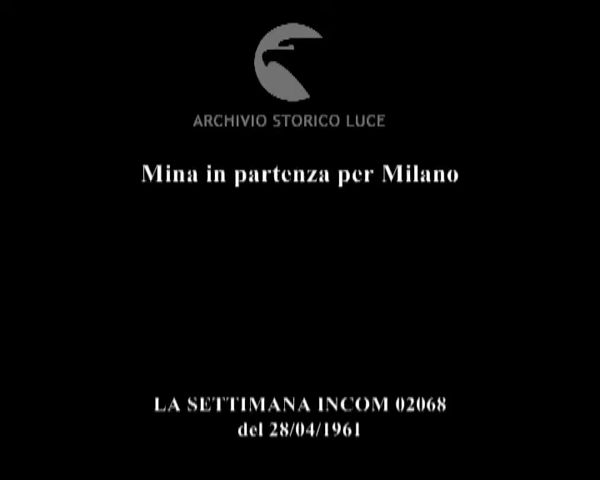 ARCHIVIO STORICO LUCE
Mina in partenza per Milano
LA SETTIMANA INCOM 02068
del 28/04/1961